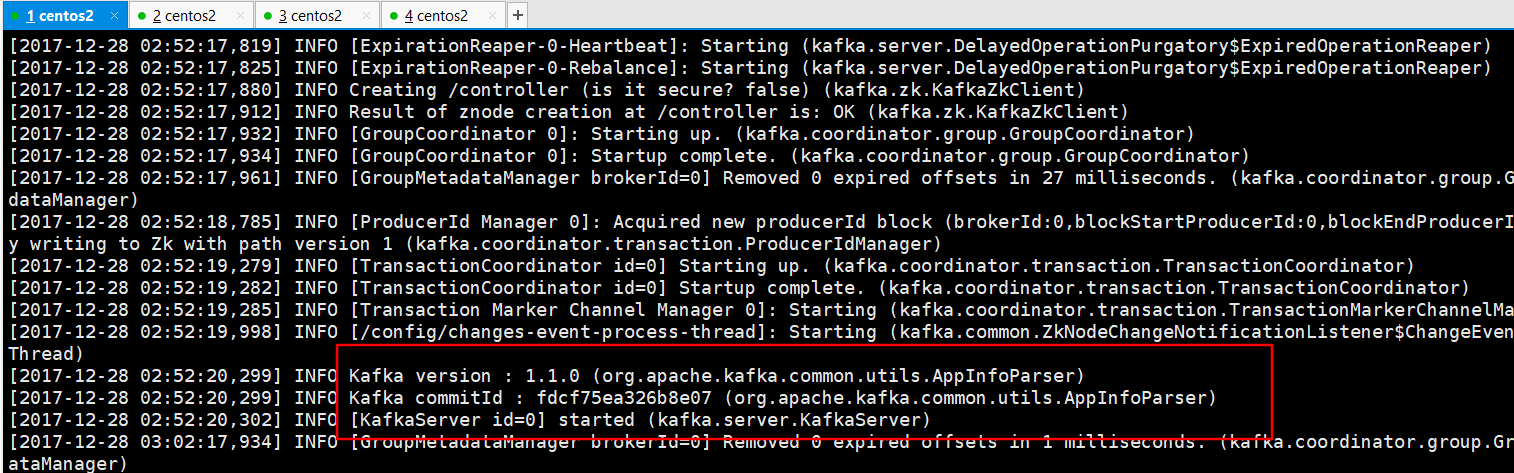 1 centos2 × 2 centos2 × 3 centos2 × 4 centos2 × +
[2017-12-28 02:52:17,819] INFO [ExpirationReaper-0-Heartbeat]: Starting (kafka.server.DelayedOperationPurgatory$ExpiredOperationReaper)
[2017-12-28 02:52:17,825] INFO [ExpirationReaper-0-Rebalance]: Starting (kafka.server.DelayedOperationPurgatory$ExpiredOperationReaper)
[2017-12-28 02:52:17,880] INFO Creating /controller (is it secure? false) (kafka.zk.KafkaZkClient)
[2017-12-28 02:52:17,912] INFO Result of znode creation at /controller is: OK (kafka.zk.KafkaZkClient)
[2017-12-28 02:52:17,932] INFO [GroupCoordinator 0]: Starting up. (kafka.coordinator.group.GroupCoordinator)
[2017-12-28 02:52:17,934] INFO [GroupCoordinator 0]: Startup complete. (kafka.coordinator.group.GroupCoordinator)
[2017-12-28 02:52:17,961] INFO [GroupMetadataManager brokerId=0] Removed 0 expired offsets in 27 milliseconds. (kafka.coordinator.group.G
dataManager)
[2017-12-28 02:52:18,785] INFO [ProducerId Manager 0]: Acquired new producerId block (brokerId:0,blockStartProducerId:0,blockEndProducerI
y writing to Zk with path version 1 (kafka.coordinator.transaction.ProducerIdManager)
[2017-12-28 02:52:19,279] INFO [TransactionCoordinator id=0] Starting up. (kafka.coordinator.transaction.TransactionCoordinator)
[2017-12-28 02:52:19,282] INFO [TransactionCoordinator id=0] Startup complete. (kafka.coordinator.transaction.TransactionCoordinator)
[2017-12-28 02:52:19,285] INFO [Transaction Marker Channel Manager 0]: Starting (kafka.coordinator.transaction.TransactionMarkerChannelMa
[2017-12-28 02:52:19,998] INFO [/config/changes-event-process-thread]: Starting (kafka.common.ZkNodeChangeNotificationListener$ChangeEven
Thread)
[2017-12-28 02:52:20,299] INFO Kafka version : 1.1.0 (org.apache.kafka.common.utils.AppInfoParser)
[2017-12-28 02:52:20,299] INFO Kafka commitId : fdcf75ea326b8e07 (org.apache.kafka.common.utils.AppInfoParser)
[2017-12-28 02:52:20,302] INFO [KafkaServer id=0] started (kafka.server.KafkaServer)
[2017-12-28 03:02:17,934] INFO [GroupMetadataManager brokerId=0] Removed 0 expired offsets in 1 milliseconds. (kafka.coordinator.group.Gr
ataManager)